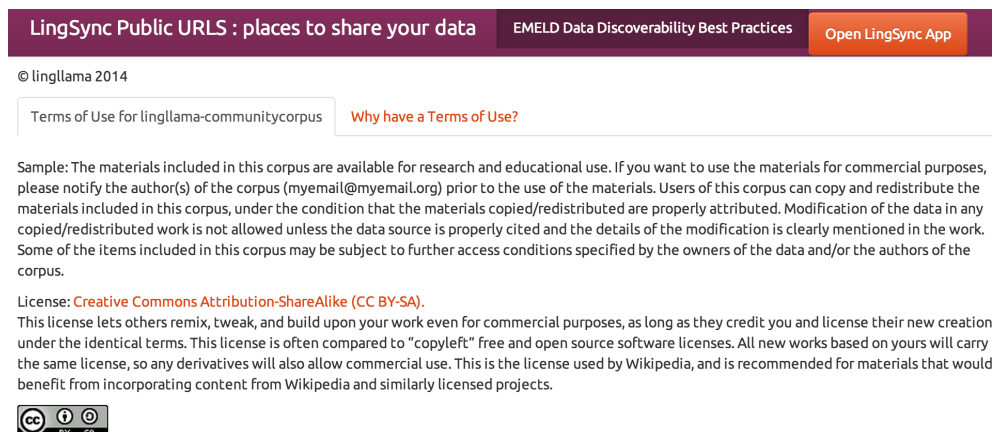 LingSync Public URLS : places to share your data
EMELD Data Discoverability Best Practices
Open LingSync App
© lingllama 2014
Terms of Use for lingllama-communitycorpus
Why have a Terms of Use?
Sample: The materials included in this corpus are available for research and educational use. If you want to use the materials for commercial purposes,
please notify the author(s) of the corpus (myemail@myemail.org) prior to the use of the materials. Users of this corpus can copy and redistribute the
materials included in this corpus, under the condition that the materials copied/redistributed are properly attributed. Modification of the data in any
copied/redistributed work is not allowed unless the data source is properly cited and the details of the modification is clearly mentioned in the work.
Some of the items included in this corpus may be subject to further access conditions specified by the owners of the data and/or the authors of the
corpus.
License: Creative Commons Attribution-ShareAlike (CC BY-SA).
This license lets others remix, tweak, and build upon your work even for commercial purposes, as long as they credit you and license their new creation
under the identical terms. This license is often compared to “copyleft” free and open source software licenses. All new works based on yours will carry
the same license, so any derivatives will also allow commercial use. This is the license used by Wikipedia, and is recommended for materials that would
benefit from incorporating content from Wikipedia and similarly licensed projects.
cc